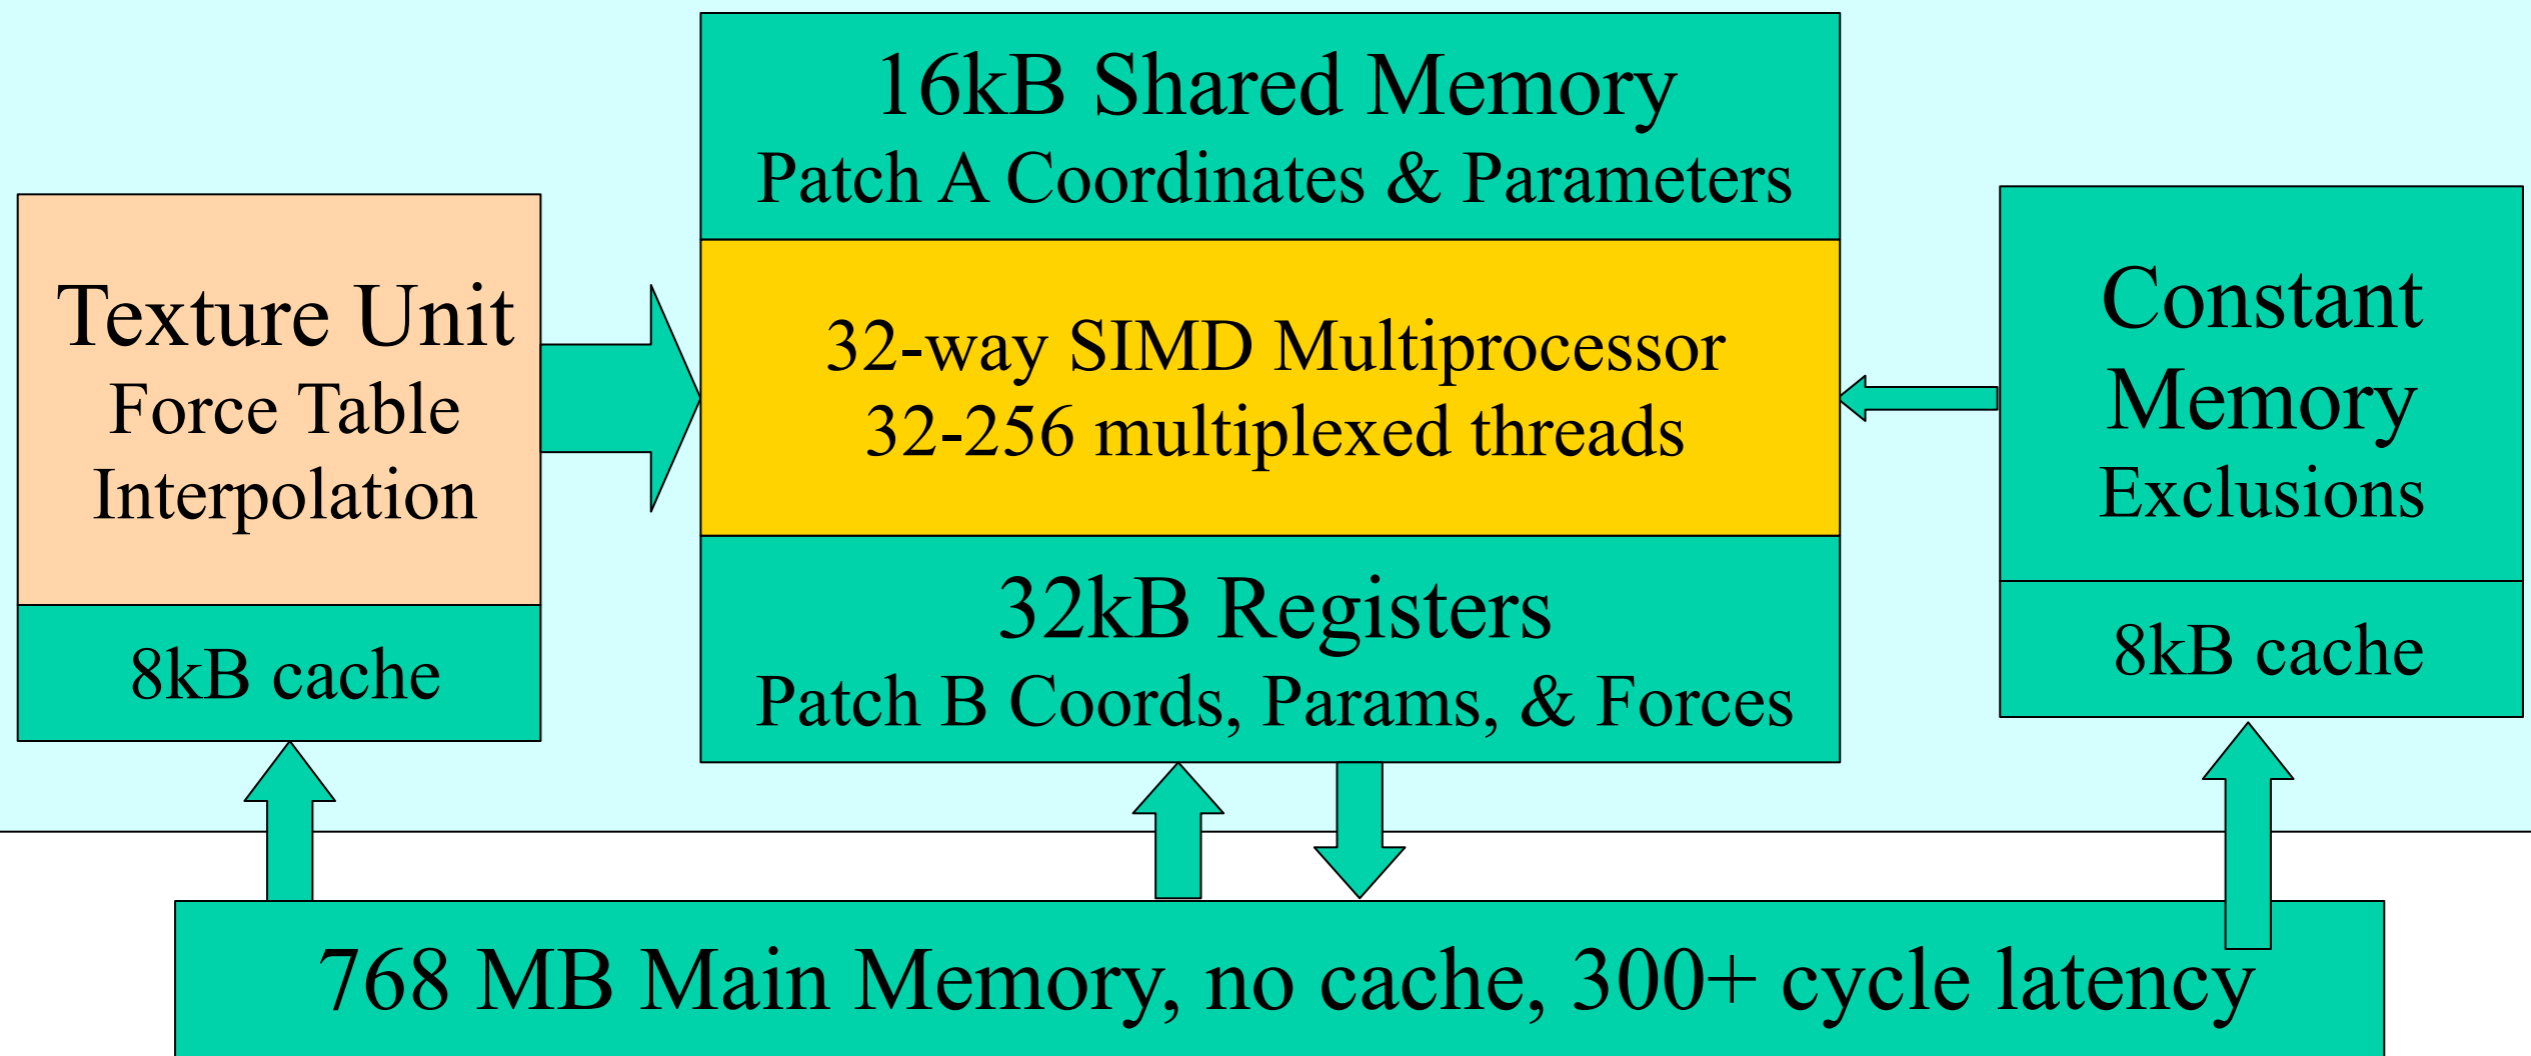 16kB Shared Memory
Patch A Coordinates & Parameters
Texture Unit
Force Table
Interpolation
8kB cache
32-way SIMD Multiprocessor
32-256 multiplexed threads
32kB Registers
Patch B Coords, Params, & Forces
Constant
Memory
Exclusions
8kB cache
768 MB Main Memory, no cache, 300+ cycle latency